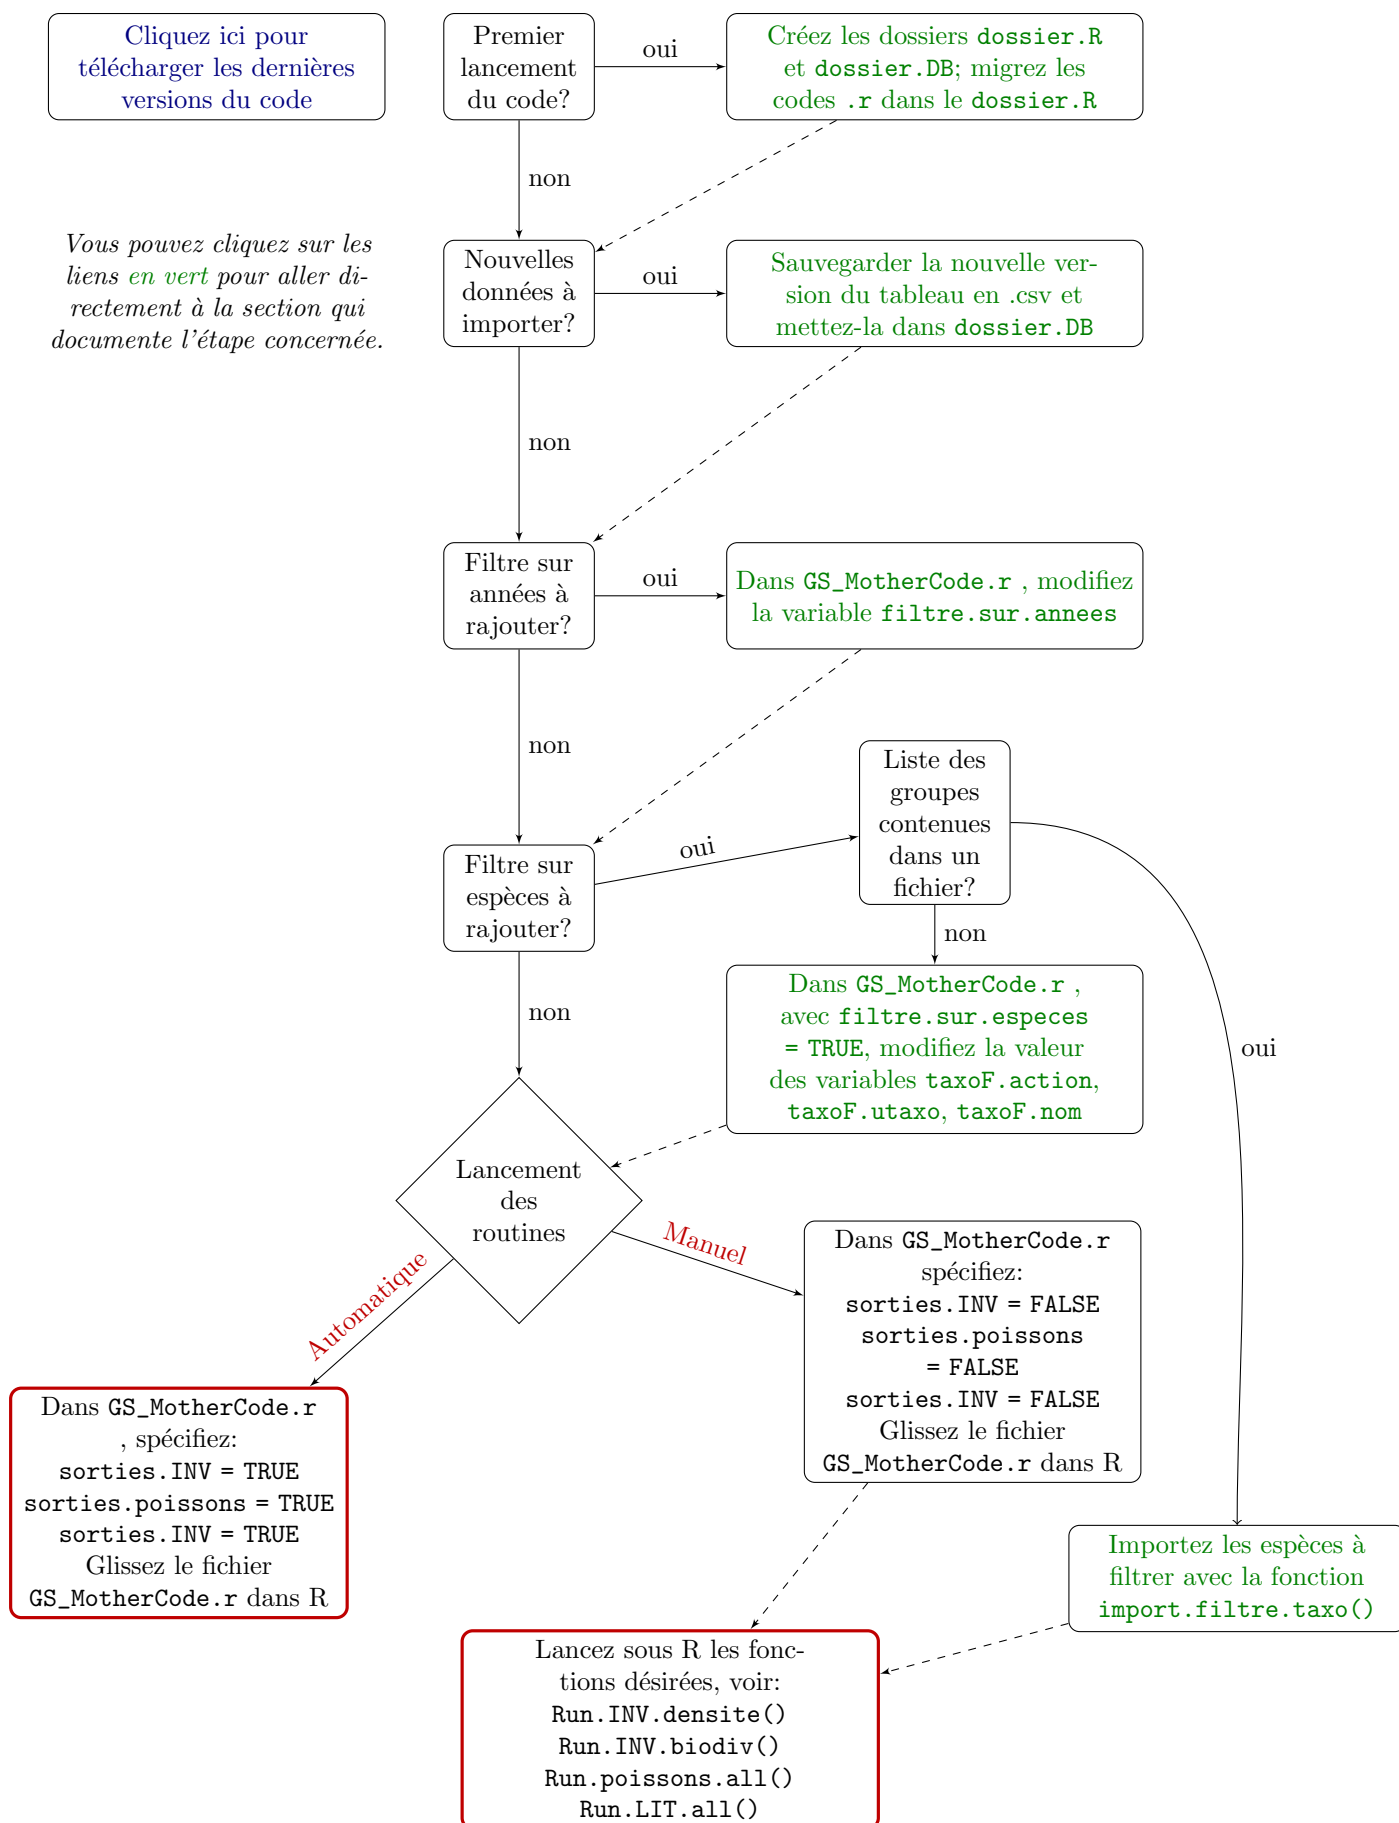 Cliquez ici pour
télécharger les dernières
versions du code
Premier
lancement
du code?
oui
Créez les dossiers dossier.R
et dossier.DB; migrez les
codes .r dans le dossier.R
non
Vous pouvez cliquez sur les
liens en vert pour aller di-
rectement à la section qui
documente l'étape concernée.
Nouvelles
données à
importer?
oui
Sauvegarder la nouvelle ver-
sion du tableau en .csv et
mettez-la dans dossier.DB
non
Filtre sur
années à
rajouter?
oui
Dans GS_MotherCode.r , modifiez
la variable filtre.sur.annees
non
Liste des
groupes
contenues
dans un
fichier?
Filtre sur
espèces à
rajouter?
oui
non
Dans GS_MotherCode.r ,
avec filtre.sur.especes
= TRUE, modifiez la valeur
des variables taxoF.action,
taxoF.utaxo, taxoF.nom
non
oui
Lancement
des
routines
Manuel
Automatique
Dans GS_MotherCode.r
spécifiez:
sorties.INV = FALSE
sorties.poissons
= FALSE
sorties.INV = FALSE
Glissez le fichier
GS_MotherCode.r dans R
Dans GS_MotherCode.r
, spécifiez:
sorties.INV = TRUE
sorties.poissons = TRUE
sorties.INV = TRUE
Glissez le fichier
GS_MotherCode.r dans R
Importez les espèces à
filtrer avec la fonction
import.filtre.taxo()
Lancez sous R les fonc-
tions désirées, voir:
Run.INV.densite()
Run.INV.biodiv()
Run.poissons.all()
Run.LIT.all()